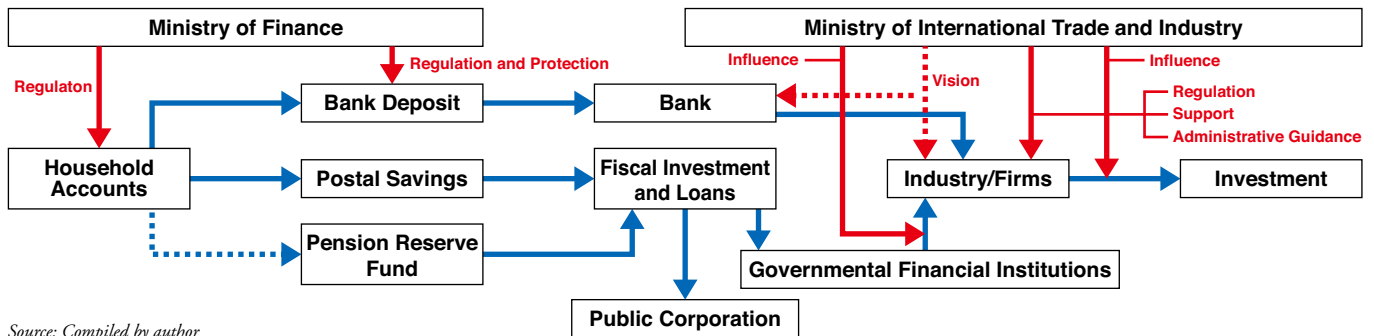 Ministry of Finance
Ministry of International Trade and Industry
Regulaton
Regulation and Protection
Influence
Vision
Influence
Regulation
Support
Administrative Guidance
Bank Deposit
Bank
Household
Accounts
Postal Savings
Fiscal Investment
and Loans
Industry/Firms
Investment
Pension Reserve
Fund
Governmental Financial Institutions
Public Corporation
Source: Compiled by author